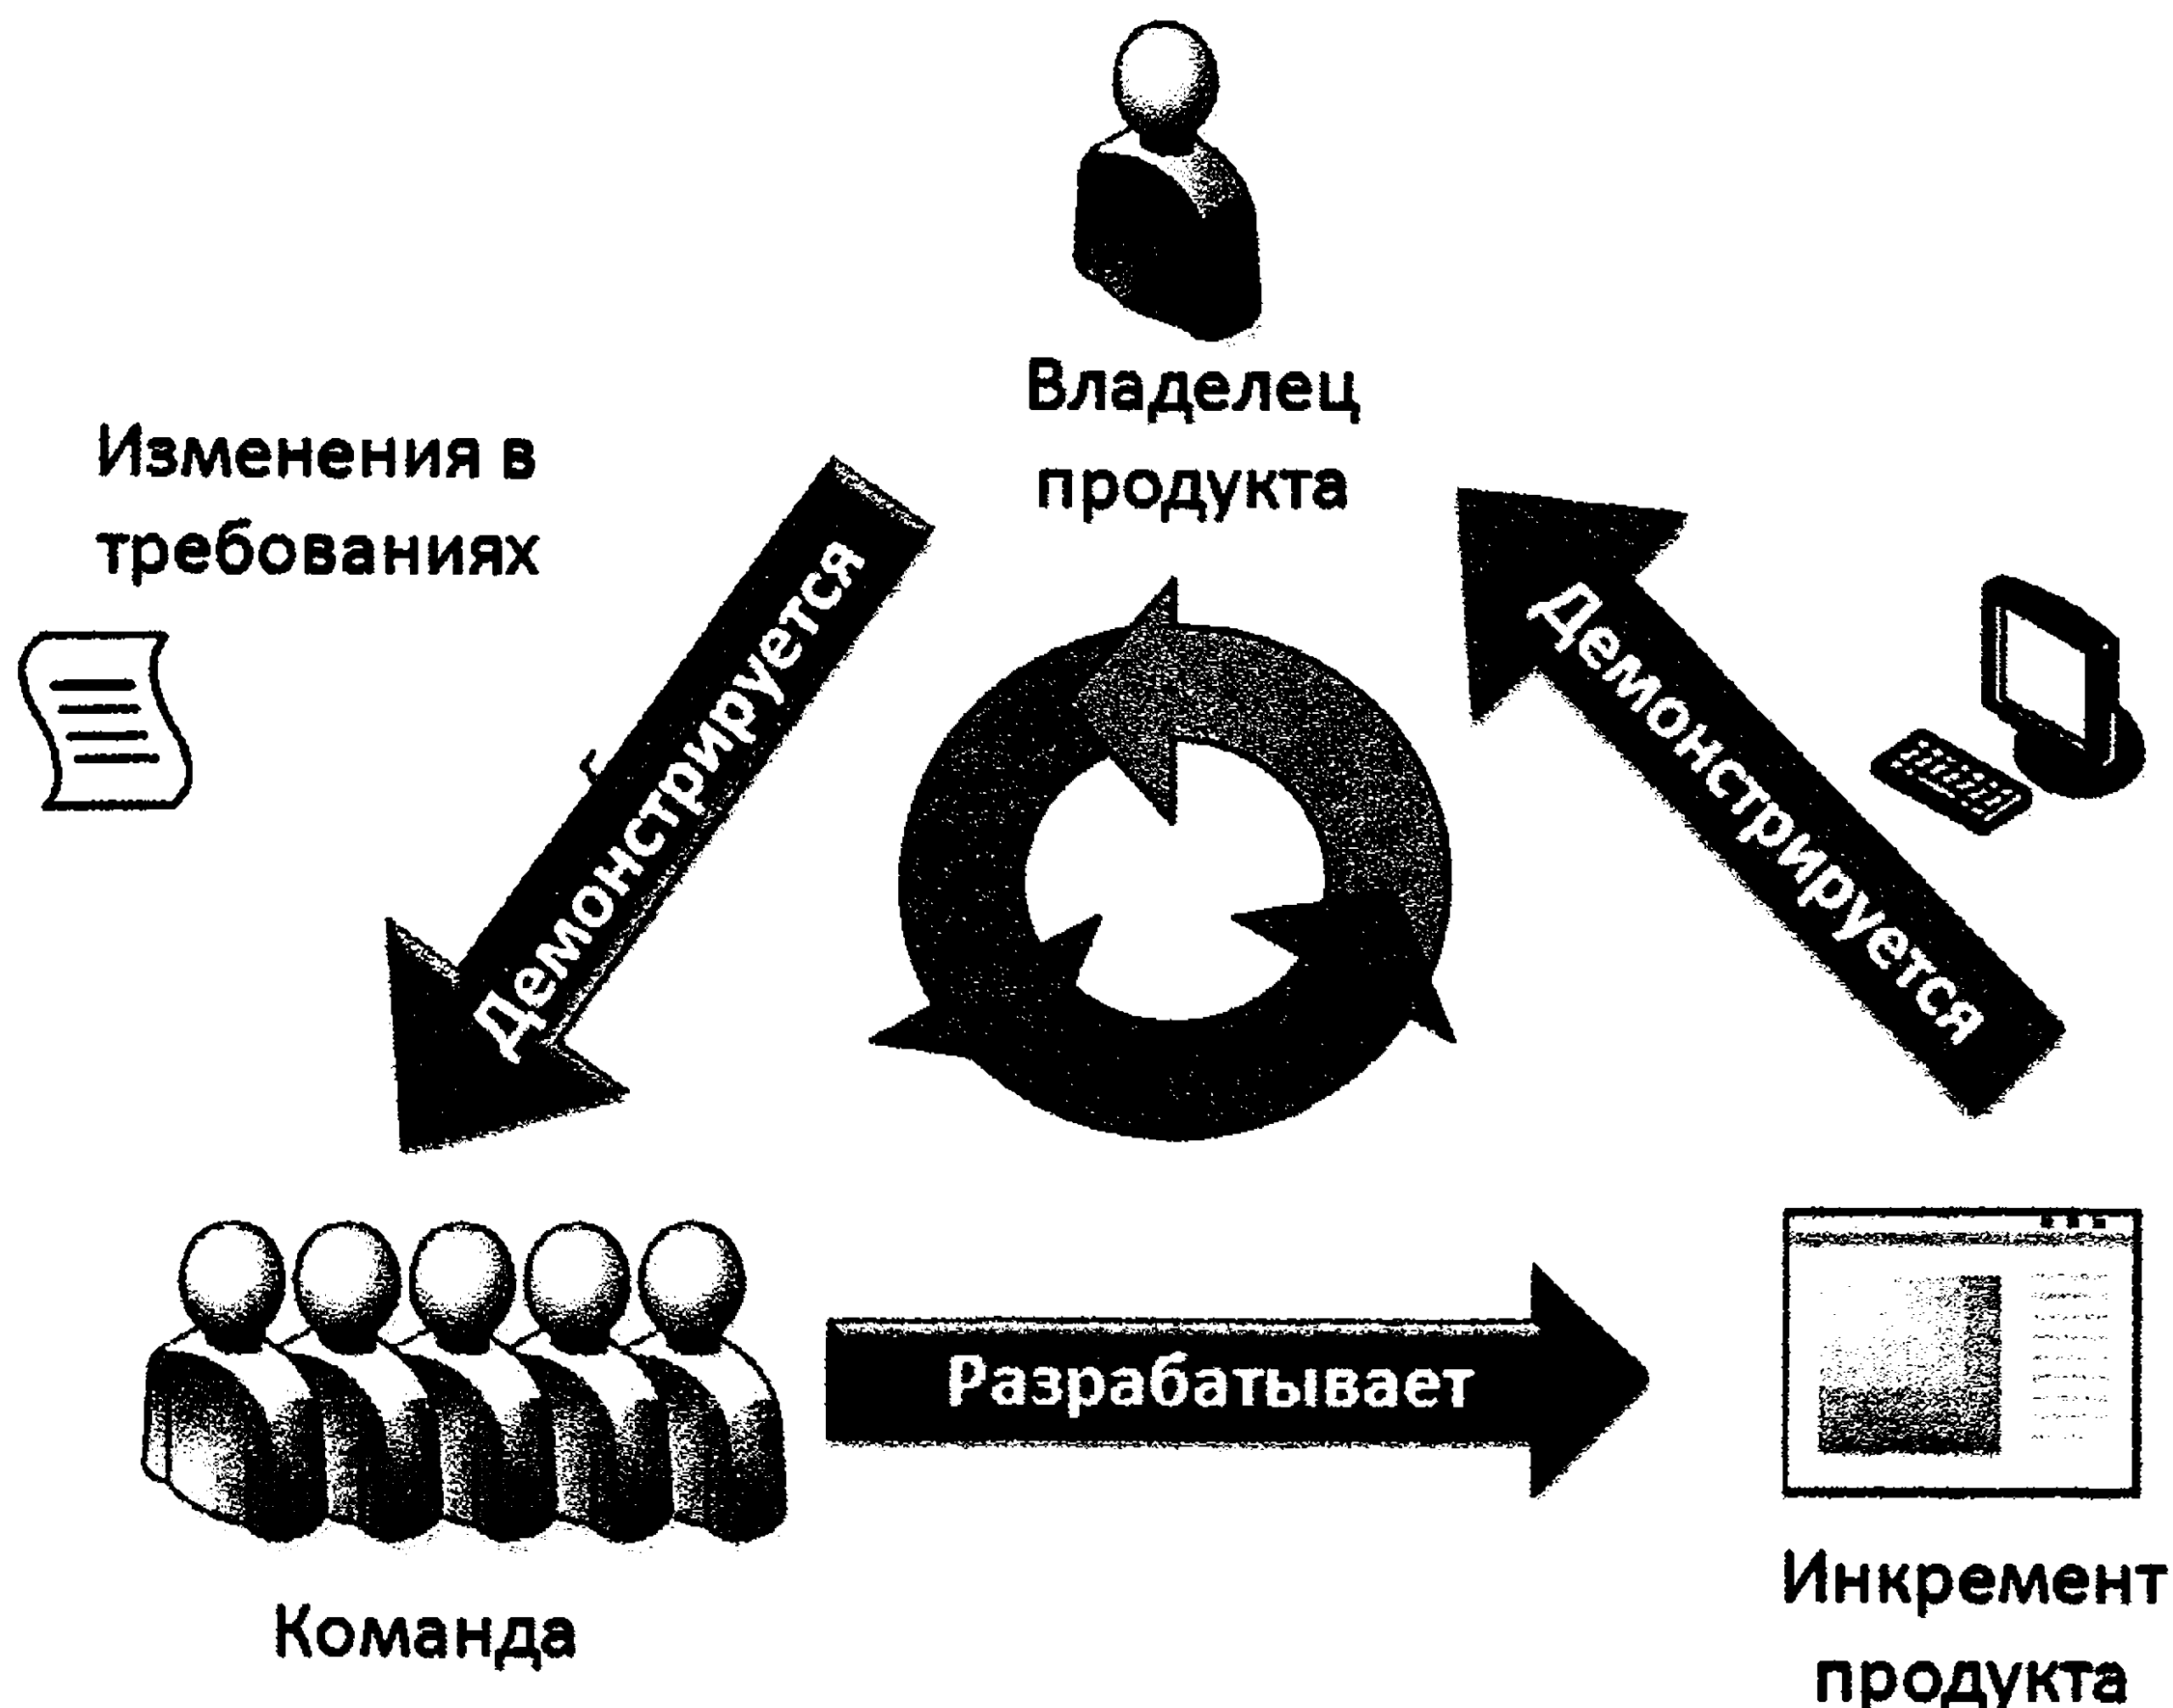 Владелец
продукта
Изменения в
требованиях
Демонстрируется
Демонстрируется
Разрабатывает
Команда
Инкремент
продукта